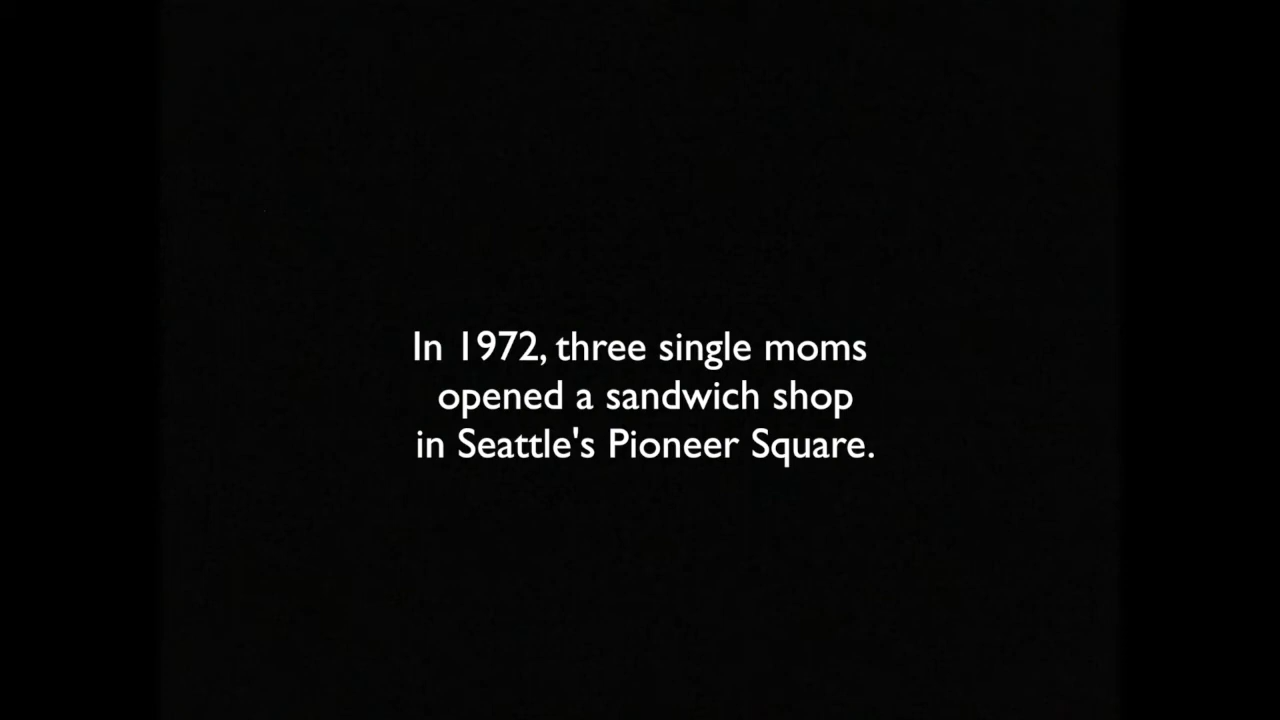 In 1972, three single moms
opened a sandwich shop
in Seattle's Pioneer Square.